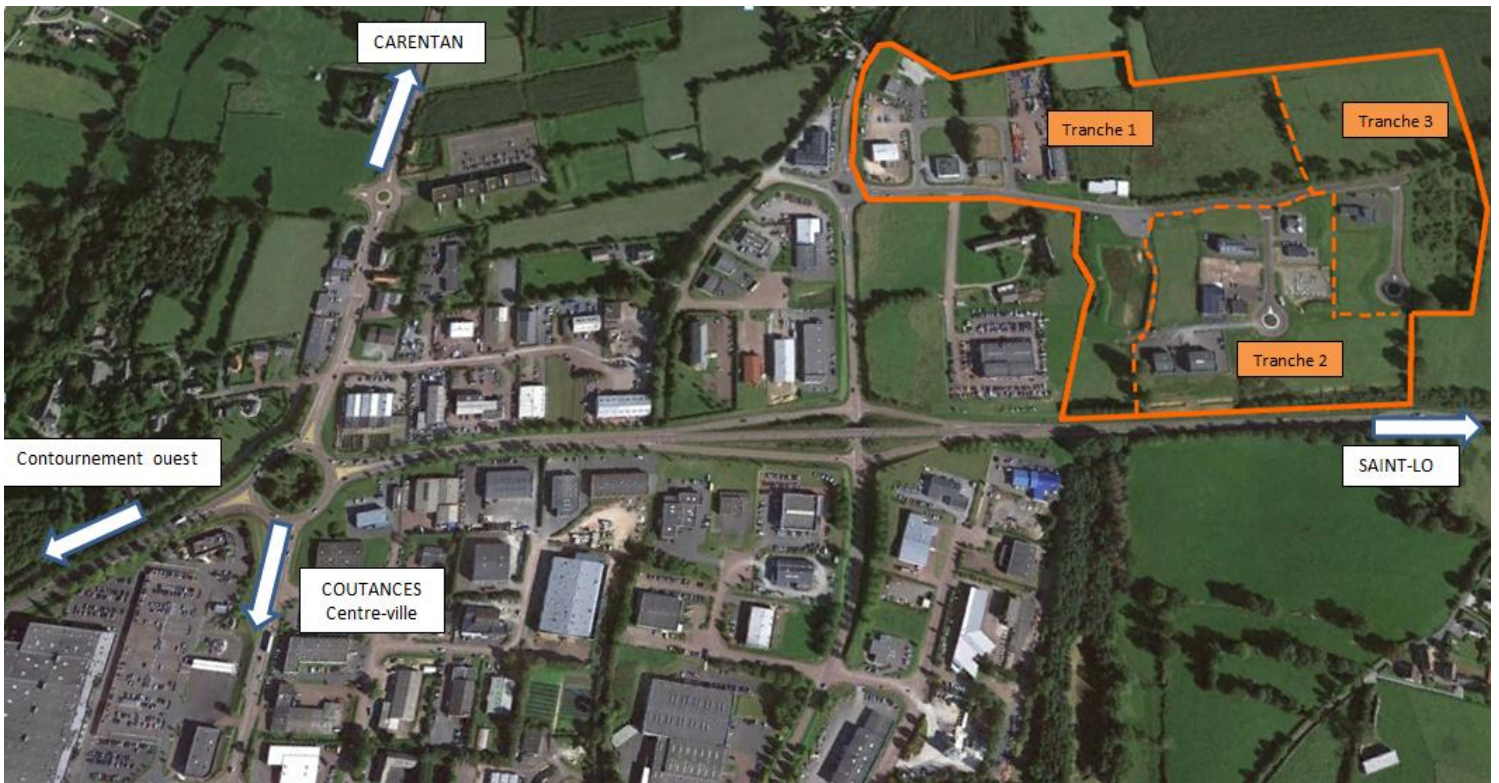 CARENTAN
Tranche 1
Tranche 3
Tranche 2
Contournement ouest
SAINT-LO
COUTANCES
Centre-ville